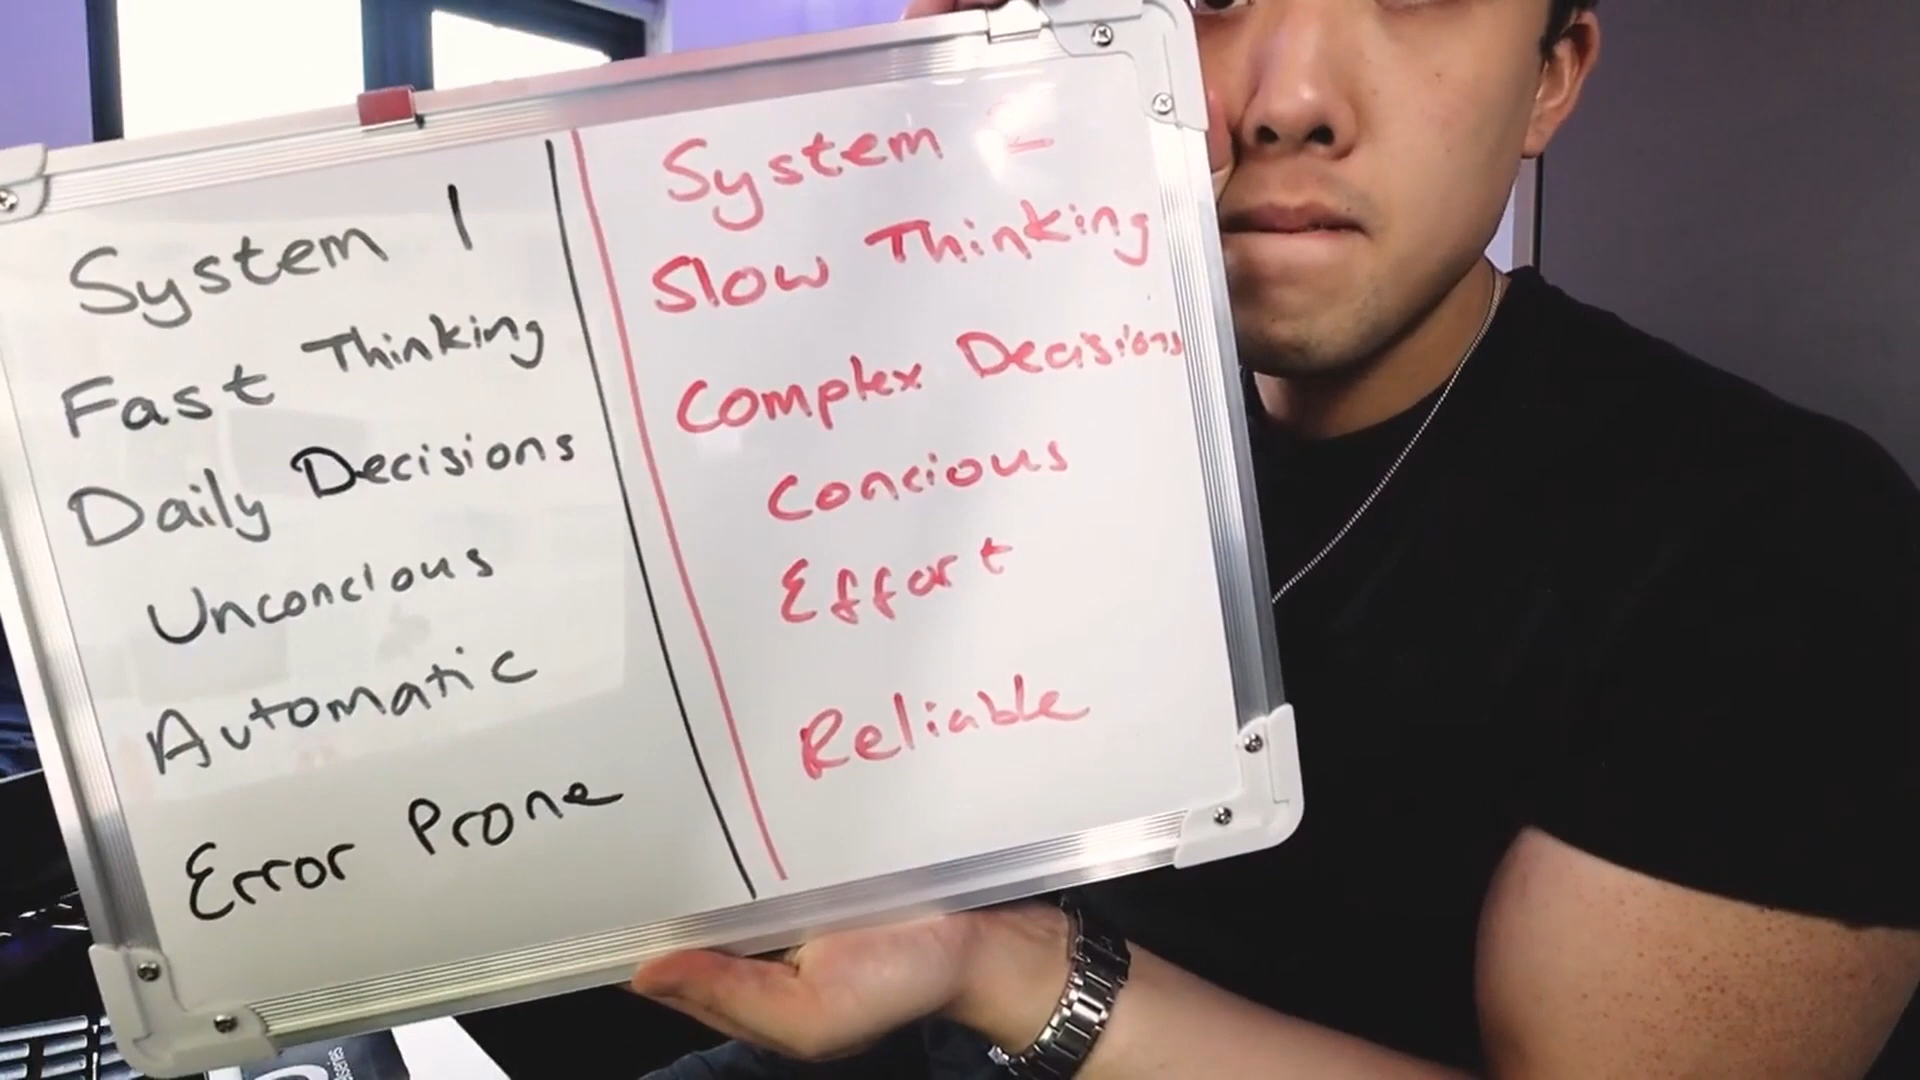 System 1
Fast Thinking
Daily Decisions
Unconcious
Automatic
Error Prone
System
Slow Thinking
Complex Decisions
Concious
Effort
Reliable